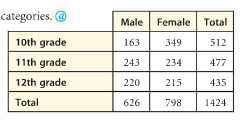 categories. @
Male Female Total
10th grade 163 349 512
11th grade 243 234 477
12th grade 220 215 435
Total 626 798 1424